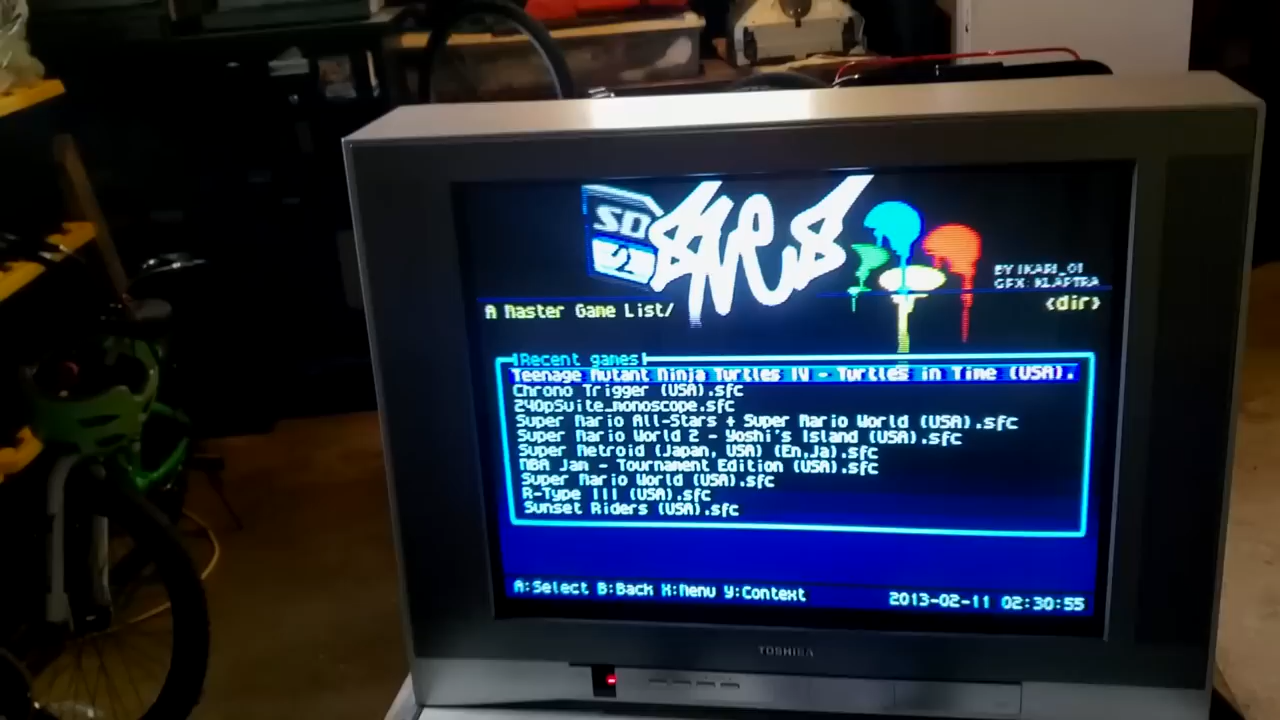 SD
SNES
BY IKARI_01
GFX: KLAPTRA
A Master Game List/ <dir>
Recent games
Teenage Mutant Ninja Turtles IV - Turtles in Time (USA).
Chrono Trigger (USA).sfc
240pSuite_monoscope.sfc
Super Mario All-Stars + Super Mario World (USA).sfc
Super Mario World 2 - Yoshi's Island (USA).sfc
Super Metroid (Japan, USA) (En,Ja).sfc
NBA Jam - Tournament Edition (USA).sfc
Super Mario World (USA).sfc
R-Type III (USA).sfc
Sunset Riders (USA).sfc
A:Select B:Back X:Menu Y:Context 2013-02-11 02:30:55
TOSHIBA